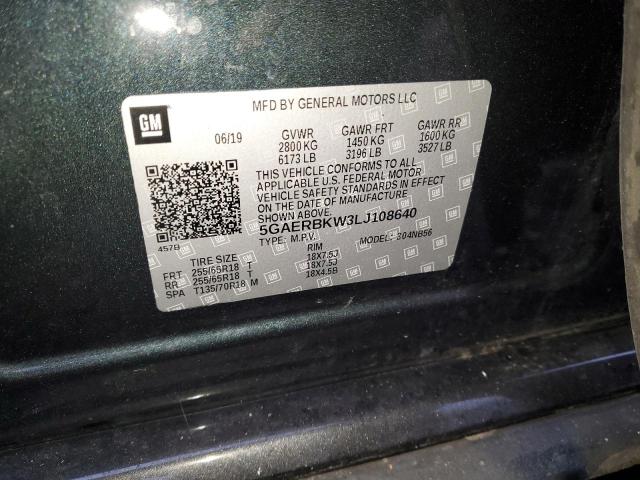 GM
MFD BY GENERAL MOTORS LLC
06/19 GVWR GAWR FRT GAWR RR
2800 KG 1450 KG 1600 KG
6173 LB 3196 LB 3527 LB
THIS VEHICLE CONFORMS TO ALL
APPLICABLE U.S. FEDERAL MOTOR
VEHICLE SAFETY STANDARDS IN EFFECT
ON THE DATE OF MANUFACTURE
SHOWN ABOVE.
5GAERBKW3LJ108640
457B TYPE: M.P.V. MODEL: 304NB56
TIRE SIZE RIM
FRT 255/65R18 T 18X7.5J
RR 255/65R18 T 18X7.5J
SPA T135/70R18 M 18X4.5B